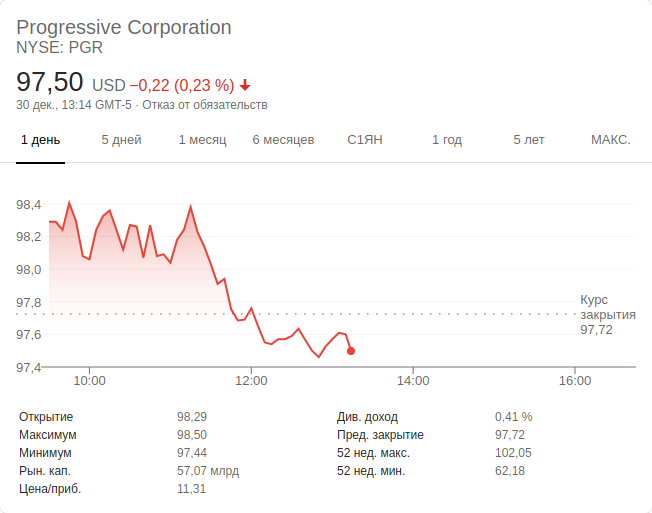 Progressive Corporation
NYSE: PGR
97,50 USD −0,22 (0,23 %)
30 дек., 13:14 GMT-5 · Отказ от обязательств
1 день 5 дней 1 месяц 6 месяцев С1ЯН 1 год 5 лет МАКС.
98,4
98,2
98,0
97,8
97,6
97,4
Курс
закрытия
97,72
10:00 12:00 14:00 16:00
Открытие 98,29
Максимум 98,50
Минимум 97,44
Рын. кап. 57,07 млрд
Цена/приб. 11,31
Див. доход 0,41 %
Пред. закрытие 97,72
52 нед. макс. 102,05
52 нед. мин. 62,18